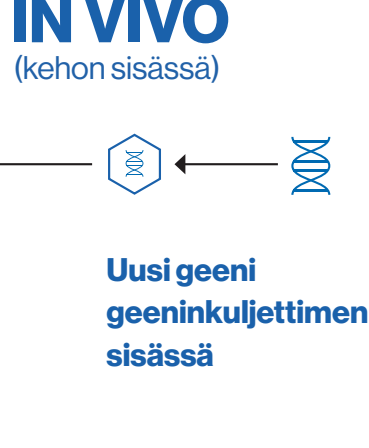 IN VIVO
(kehon sisässä)
Uusi geeni
geeninkuljettimen
sisässä